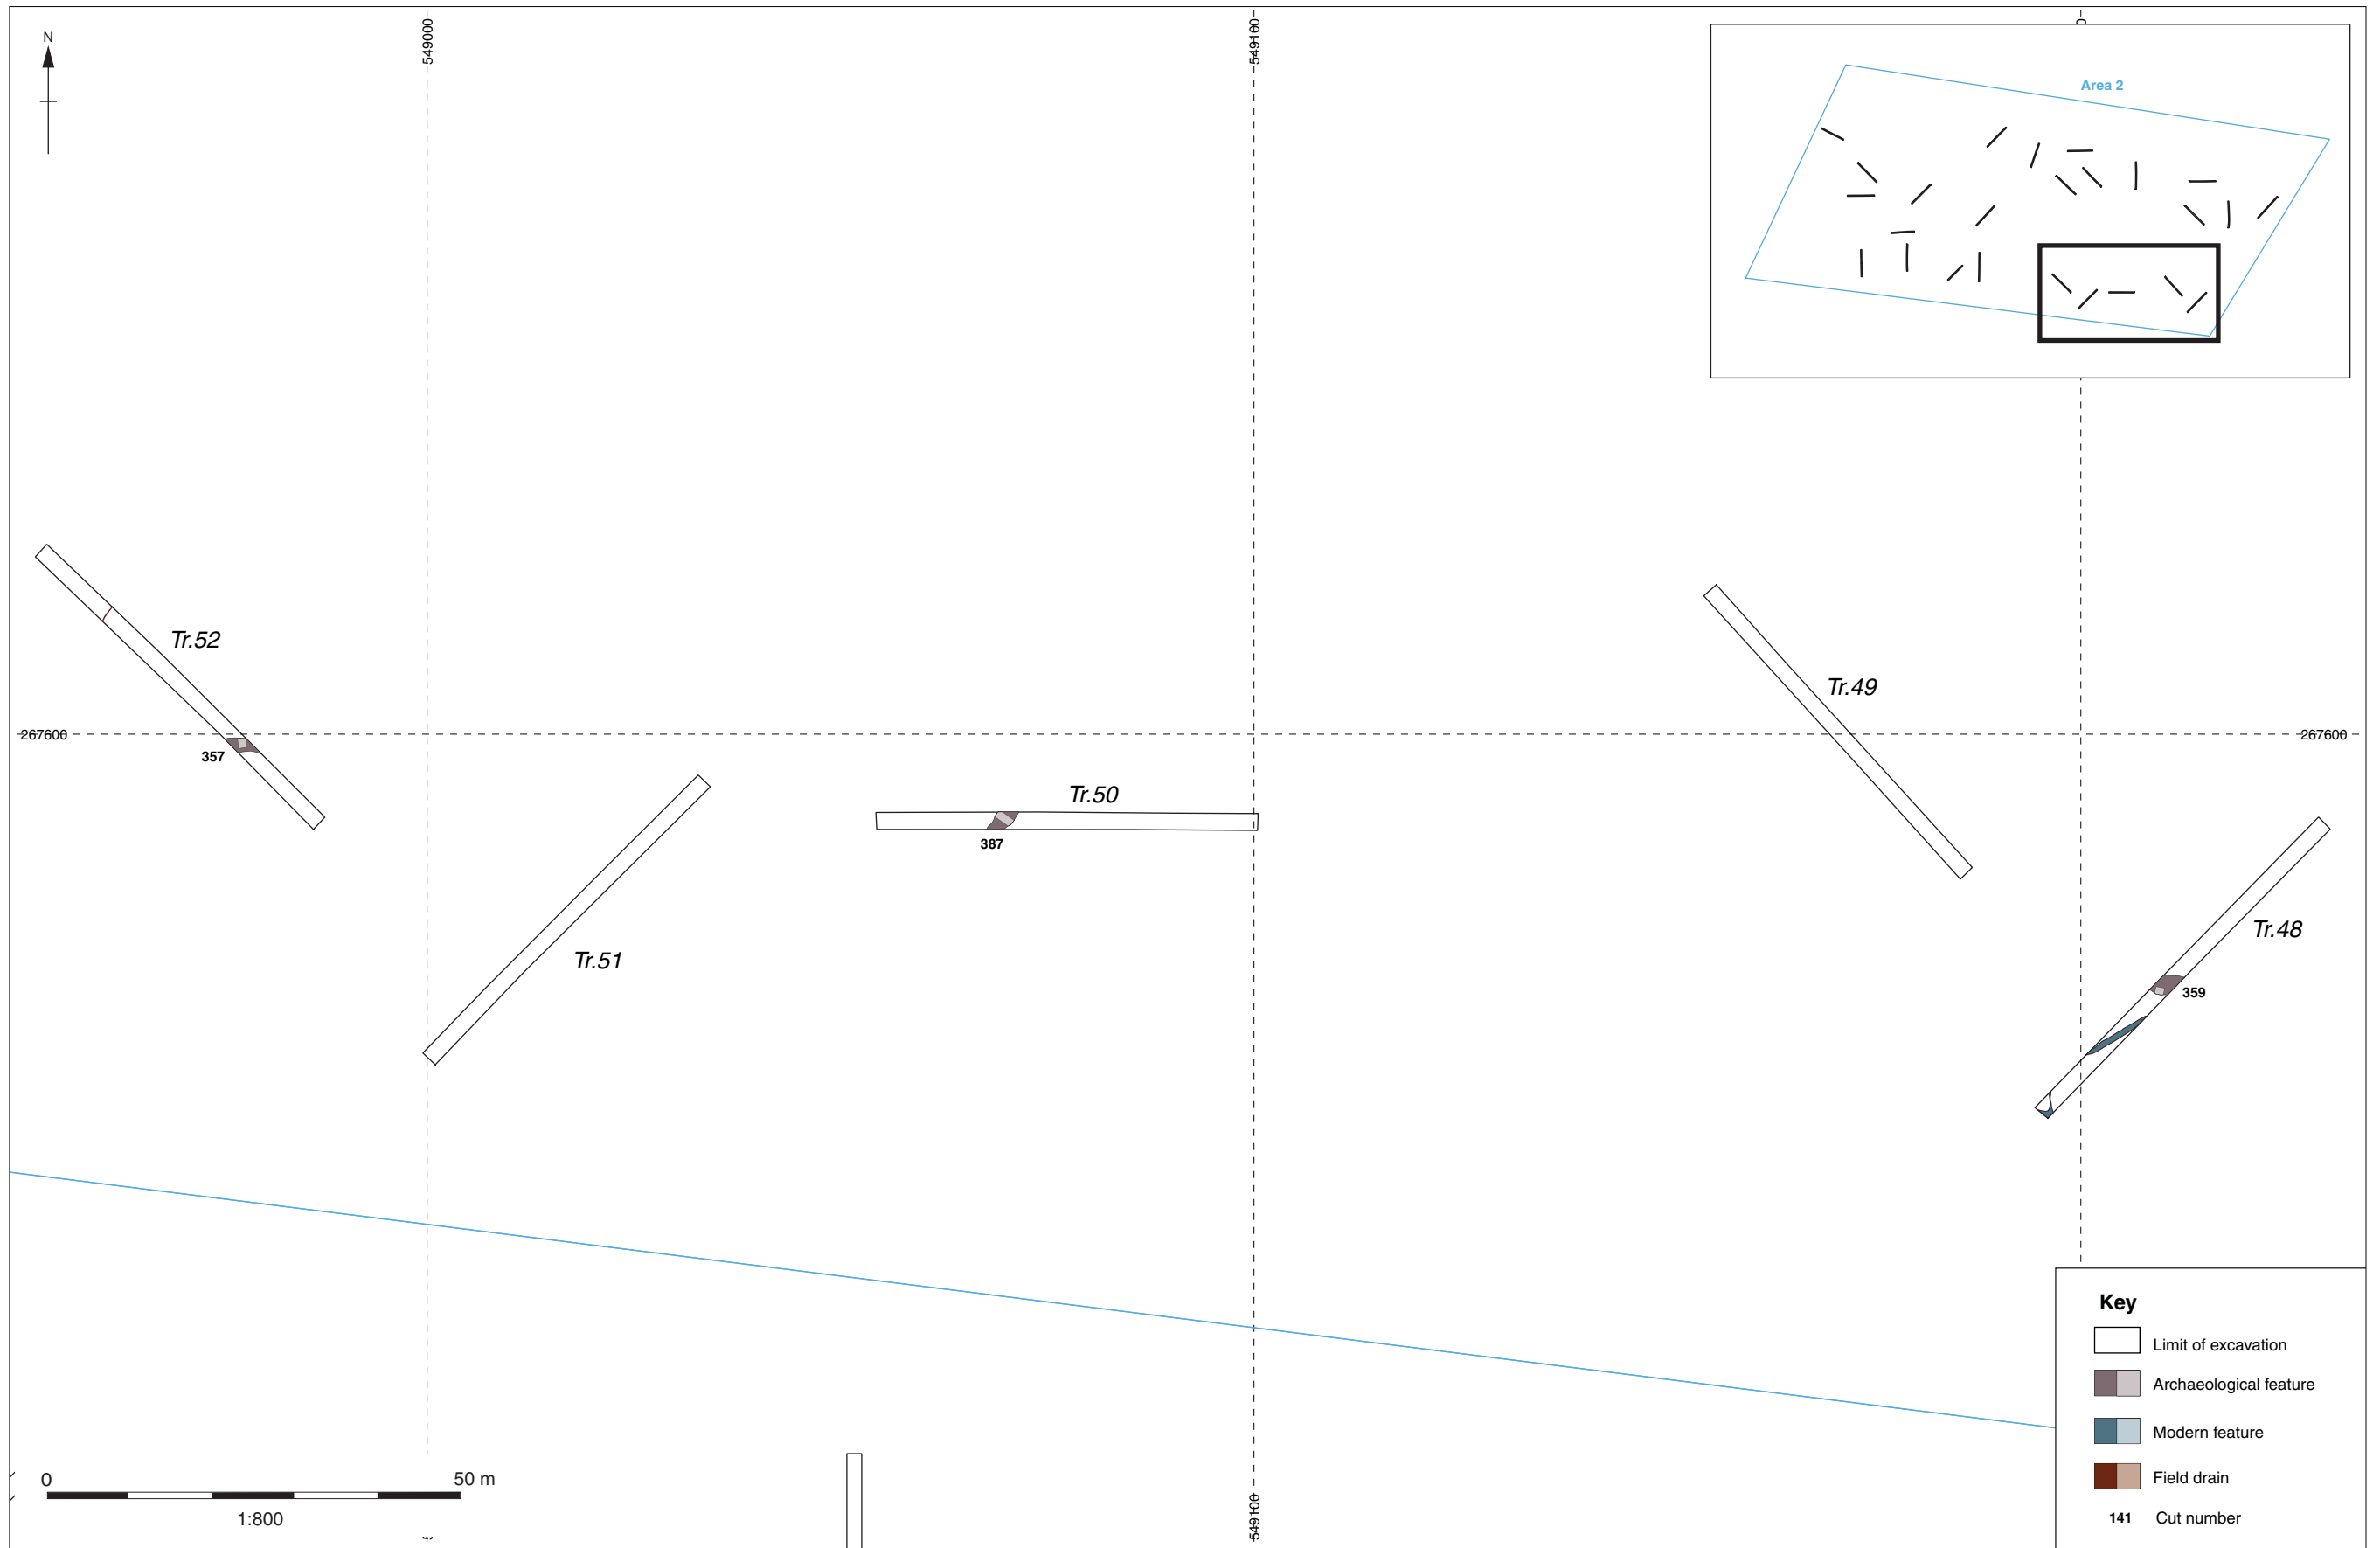 N
549000
549100
Area 2
Tr.52
Tr.49
267600
267600
357
Tr.50
387
Tr.48
Tr.51
359
Key
Limit of excavation
Archaeological feature
Modern feature
Field drain
141 Cut number
0
50 m
1:800
549100